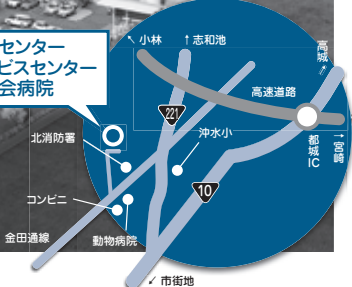 センター
ビスセンター
会病院
↖ 小林
↑ 志和池
高城
↗
高速道路
221
沖水小
北消防署
都城
IC
↓
宮崎
10
コンビニ
金田通線
動物病院
↙ 市街地